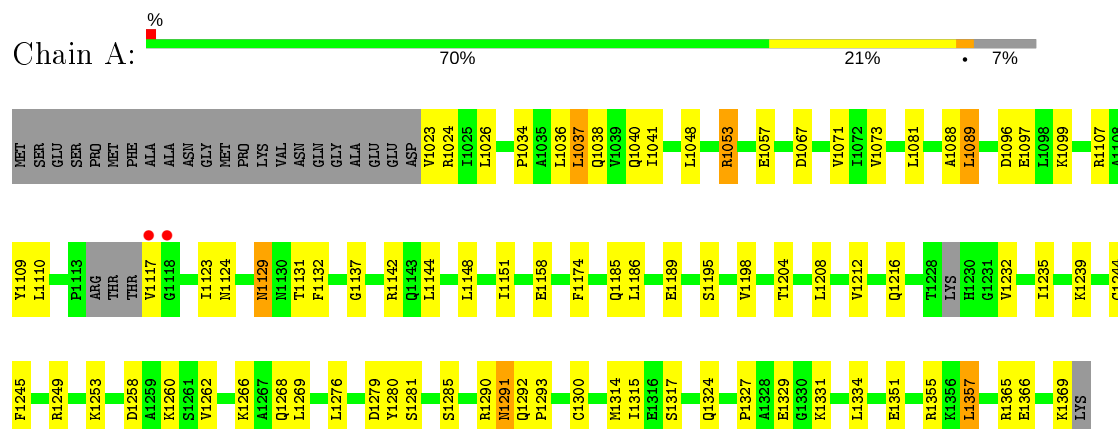 %
Chain A:
70% 21% • 7%
MET SER GLU SER PRO MET PHE ALA ALA ASN GLY MET PRO LYS VAL ASN GLN GLY ALA GLU GLU ASP V1023 R1024 I1025 L1026 P1034 A1035 L1036 L1037 Q1038 V1039 Q1040 I1041 L1048 R1053 E1057 D1067 V1071 I1072 V1073 L1081 A1088 L1089 D1096 E1097 L1098 K1099 R1107 L1108
Y1109 L1110 P1113 ARG THR THR V1117 G1118 I1123 N1124 N1129 N1130 T1131 F1132 G1137 R1142 Q1143 L1144 L1148 I1151 E1158 F1174 Q1185 L1186 E1189 S1195 V1198 T1204 L1208 V1212 Q1216 T1228 LYS H1230 G1231 V1232 I1235 K1239 C1244
F1245 R1249 K1253 D1258 A1259 K1260 S1261 V1262 K1266 A1267 Q1268 L1269 L1276 D1279 Y1280 S1281 S1285 R1290 N1291 Q1292 P1293 C1300 M1314 I1315 E1316 S1317 Q1324 P1327 A1328 E1329 G1330 K1331 L1334 E1351 R1355 K1356 L1357 R1365 E1366 K1369 LYS